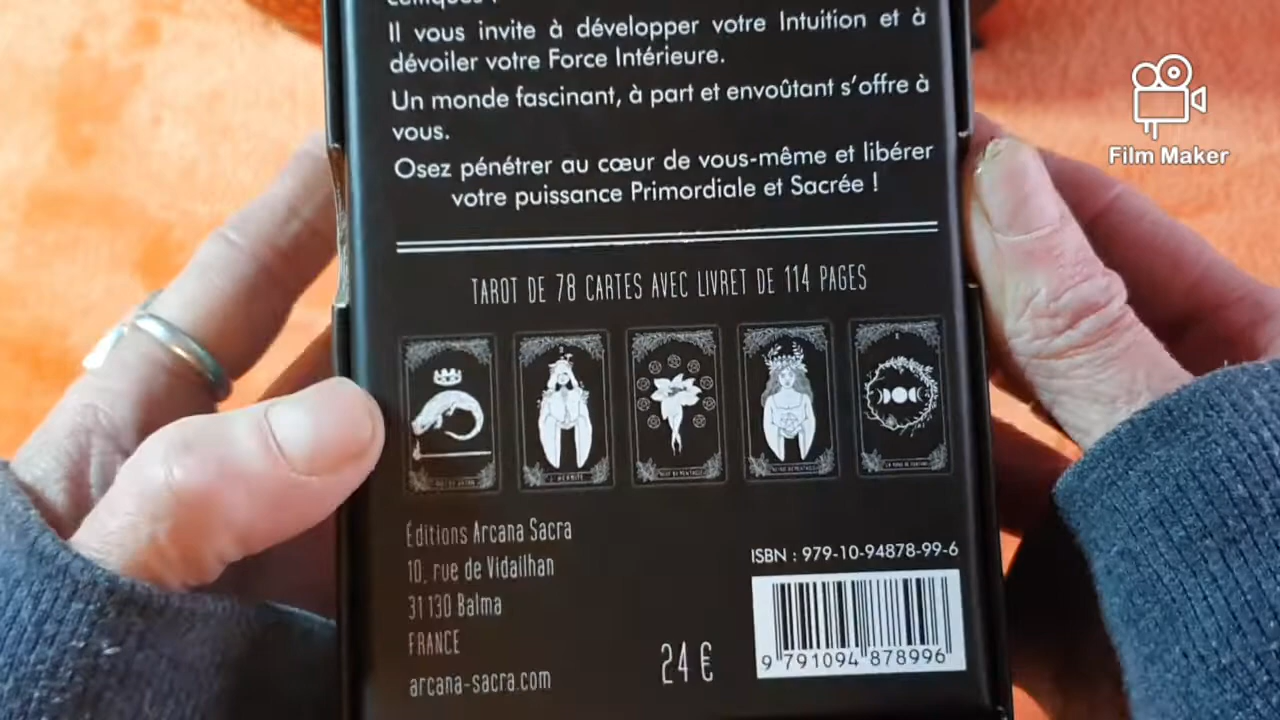 Il vous invite à développer votre Intuition et à
dévoiler votre Force Intérieure.
Un monde fascinant, à part et envoûtant s'offre à
vous.
Osez pénétrer au cœur de vous-même et libérer
votre puissance Primordiale et Sacrée !
TAROT DE 78 CARTES AVEC LIVRET DE 114 PAGES
L'HERMITE
Éditions Arcana Sacra
10, rue de Vidailhan
31 130 Balma
FRANCE
arcana-sacra.com
24 €
ISBN : 979-10-94878-99-6
9 791094 878996
Film Maker